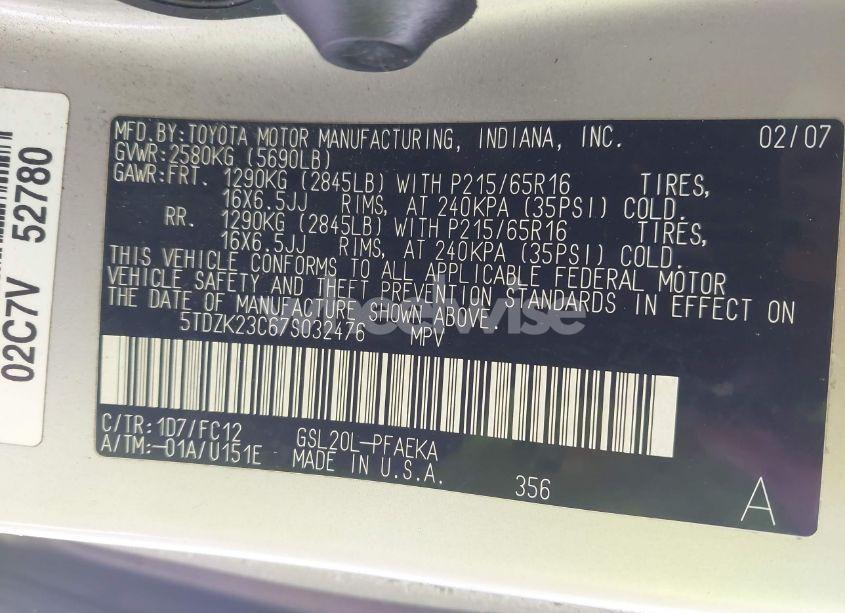 MFD. BY: TOYOTA MOTOR MANUFACTURING, INDIANA, INC. 02/07
GVWR: 2580KG (5690LB)
GAWR: FRT. 1290KG (2845LB) WITH P215/65R16 TIRES,
16X6.5JJ RIMS, AT 240KPA (35PSI) COLD.
RR. 1290KG (2845LB) WITH P215/65R16 TIRES,
16X6.5JJ RIMS, AT 240KPA (35PSI) COLD.
THIS VEHICLE CONFORMS TO ALL APPLICABLE FEDERAL MOTOR
VEHICLE SAFETY AND THEFT PREVENTION STANDARDS IN EFFECT ON
THE DATE OF MANUFACTURE SHOWN ABOVE.
5TDZK23C67S032476 MPV
C/TR: 1D7/FC12 GSL20L-PFAEKA
A/TM:-01A/U151E MADE IN U.S.A. 356 A
02C7V 52780